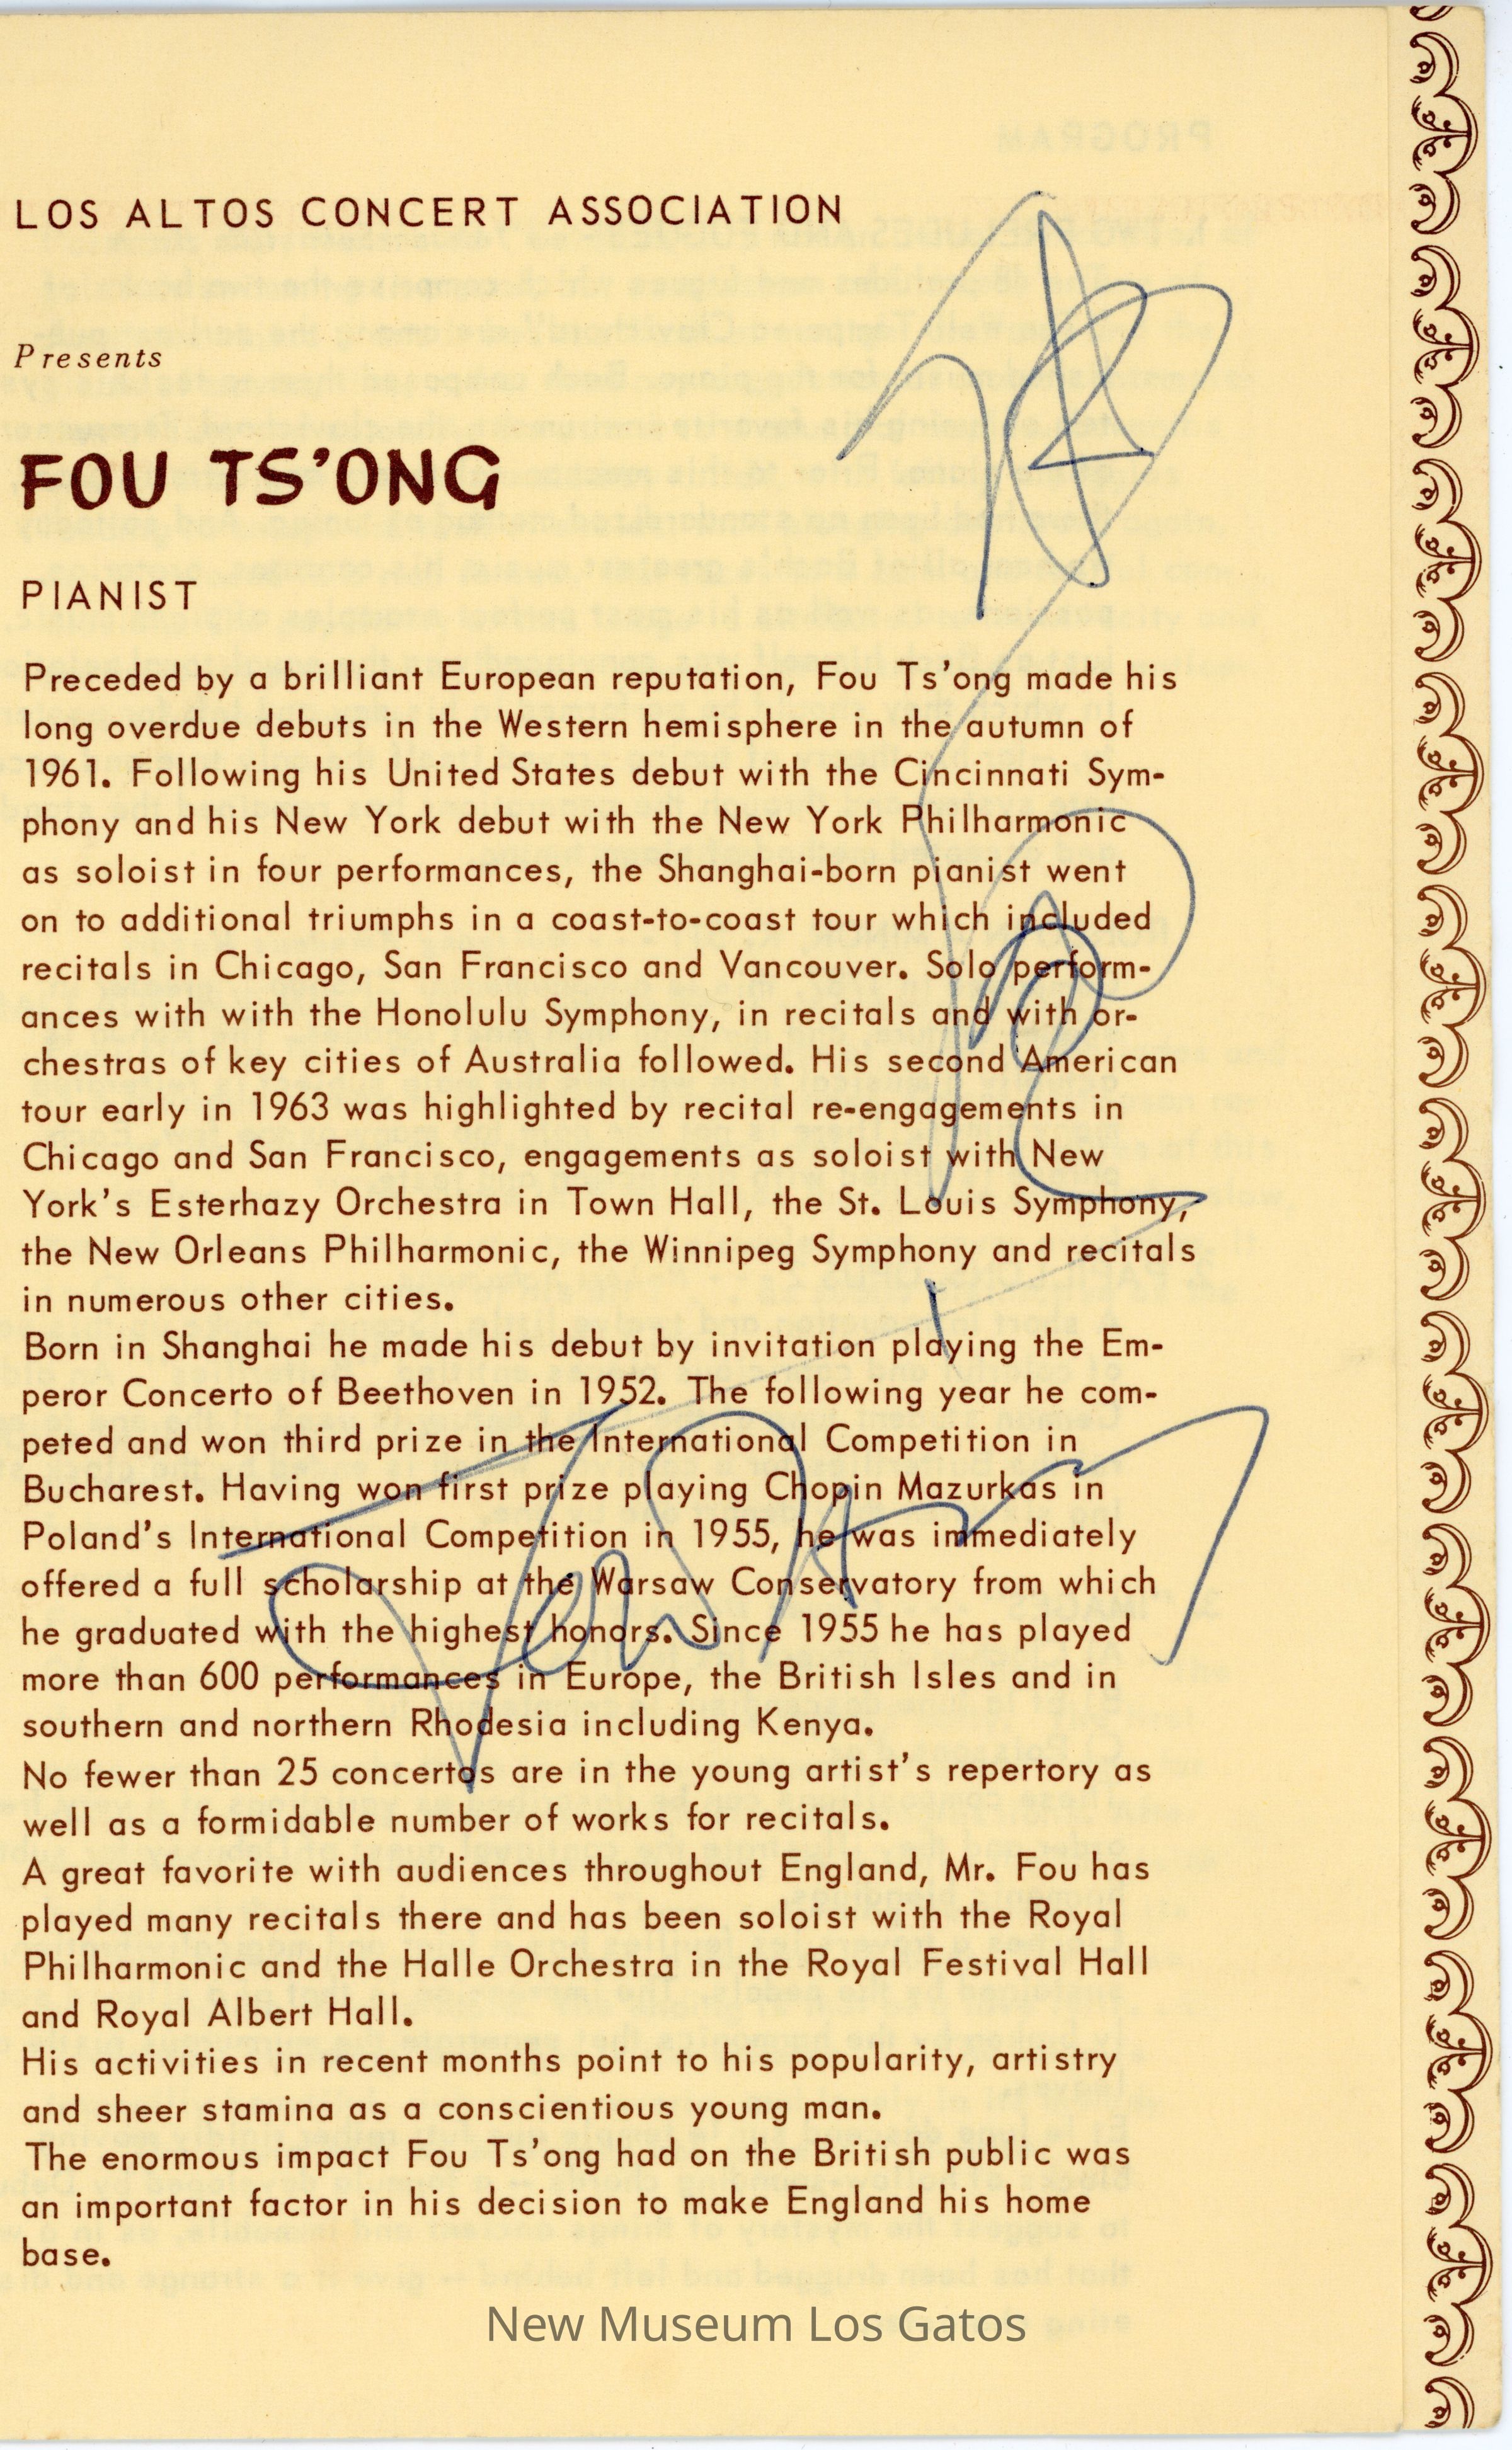 LOS ALTOS CONCERT ASSOCIATION
Presents
FOU TS'ONG
PIANIST
Preceded by a brilliant European reputation, Fou Ts'ong made his
long overdue debuts in the Western hemisphere in the autumn of
1961. Following his United States debut with the Cincinnati Sym-
phony and his New York debut with the New York Philharmonic
as soloist in four performances, the Shanghai-born pianist went
on to additional triumphs in a coast-to-coast tour which included
recitals in Chicago, San Francisco and Vancouver. Solo perform-
ances with with the Honolulu Symphony, in recitals and with or-
chestras of key cities of Australia followed. His second American
tour early in 1963 was highlighted by recital re-engagements in
Chicago and San Francisco, engagements as soloist with New
York's Esterhazy Orchestra in Town Hall, the St. Louis Symphony,
the New Orleans Philharmonic, the Winnipeg Symphony and recitals
in numerous other cities.
Born in Shanghai he made his debut by invitation playing the Em-
peror Concerto of Beethoven in 1952. The following year he com-
peted and won third prize in the International Competition in
Bucharest. Having won first prize playing Chopin Mazurkas in
Poland's International Competition in 1955, he was immediately
offered a full scholarship at the Warsaw Conservatory from which
he graduated with the highest honors. Since 1955 he has played
more than 600 performances in Europe, the British Isles and in
southern and northern Rhodesia including Kenya.
No fewer than 25 concertos are in the young artist's repertory as
well as a formidable number of works for recitals.
A great favorite with audiences throughout England, Mr. Fou has
played many recitals there and has been soloist with the Royal
Philharmonic and the Halle Orchestra in the Royal Festival Hall
and Royal Albert Hall.
His activities in recent months point to his popularity, artistry
and sheer stamina as a conscientious young man.
The enormous impact Fou Ts'ong had on the British public was
an important factor in his decision to make England his home
base.
New Museum Los Gatos